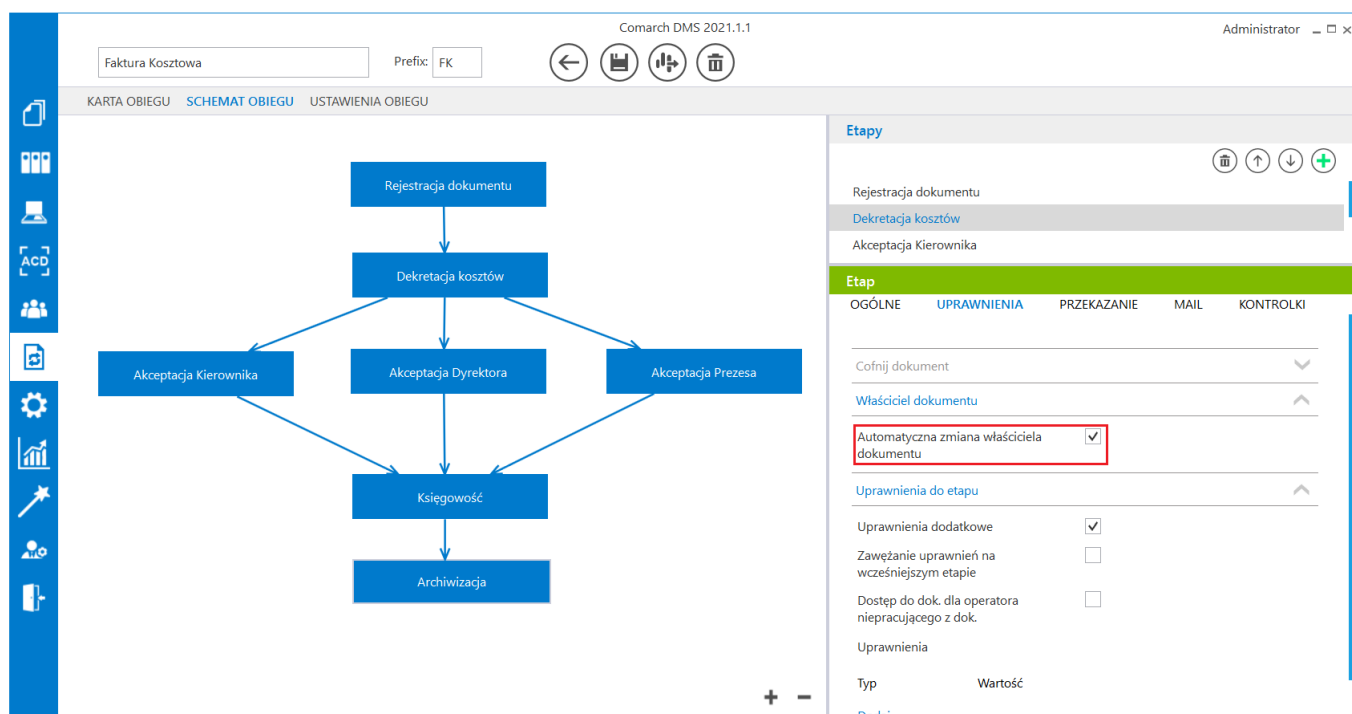 Comarch DMS 2021.1.1
Administrator
Faktura Kosztowa
Prefix: FK
KARTA OBIEGU SCHEMAT OBIEGU USTAWIENIA OBIEGU
ACD
Rejestracja dokumentu
Dekretacja kosztów
Akceptacja Kierownika
Akceptacja Dyrektora
Akceptacja Prezesa
Księgowość
Archiwizacja
Etapy
Rejestracja dokumentu
Dekretacja kosztów
Akceptacja Kierownika
Etap
OGÓLNE UPRAWNIENIA PRZEKAZANIE MAIL KONTROLKI
Cofnij dokument
Właściciel dokumentu
Automatyczna zmiana właściciela
dokumentu
Uprawnienia do etapu
Uprawnienia dodatkowe
Zawężanie uprawnień na
wcześniejszym etapie
Dostęp do dok. dla operatora
niepracującego z dok.
Uprawnienia
Typ Wartość